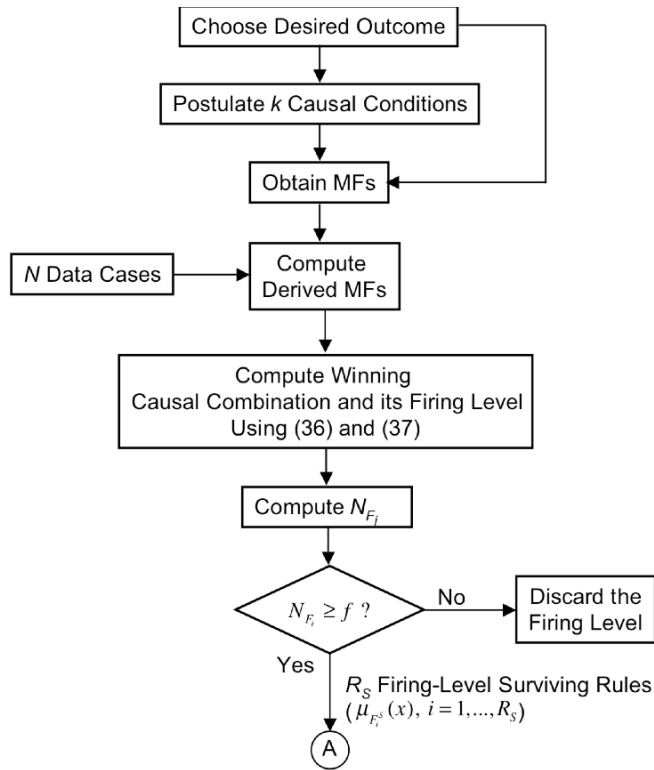 Choose Desired Outcome
Postulate k Causal Conditions
Obtain MFs
N Data Cases
Compute
Derived MFs
Compute Winning
Causal Combination and its Firing Level
Using (36) and (37)
Compute N_{F_j}
N_{F_i} ≥ f ?
No
Discard the
Firing Level
Yes
R_S Firing-Level Surviving Rules
(μ_{F_i^S}(x), i = 1,...,R_S)
A